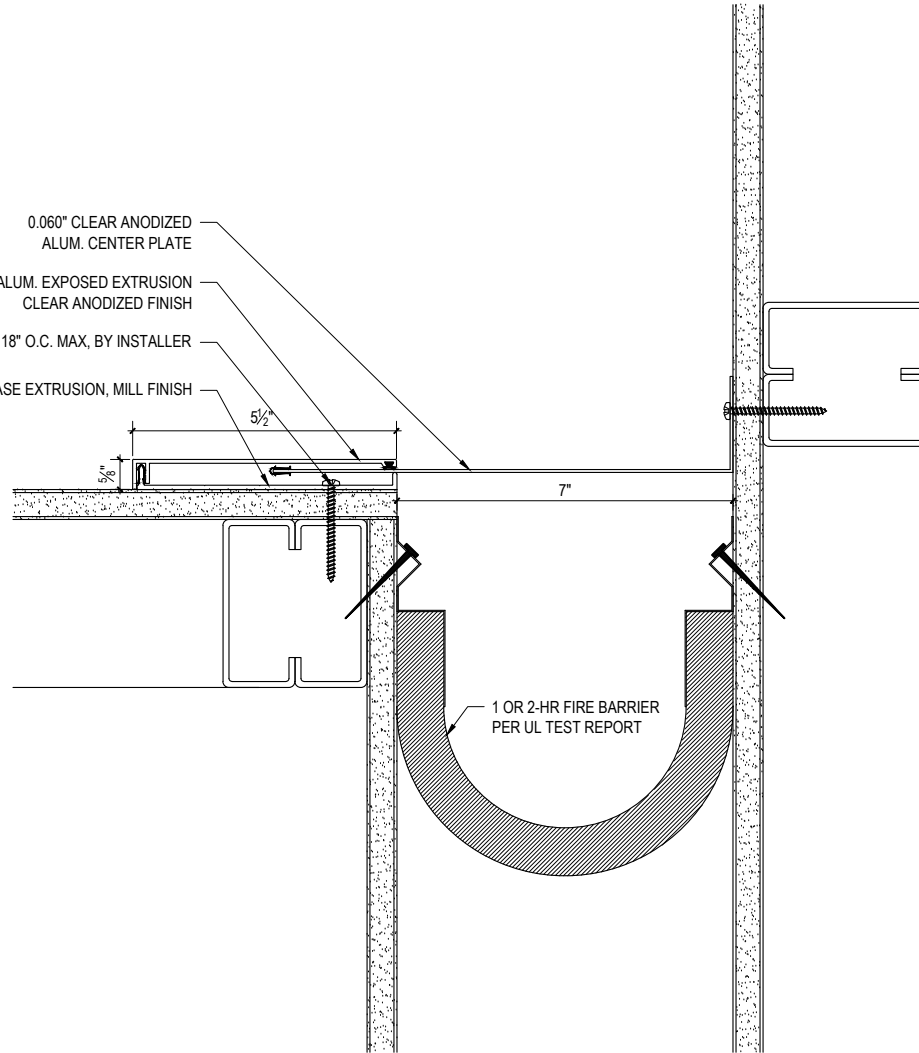 0.060" CLEAR ANODIZED
ALUM. CENTER PLATE
ALUM. EXPOSED EXTRUSION
CLEAR ANODIZED FINISH
18" O.C. MAX, BY INSTALLER
EXTRUSION, MILL FINISH
5½"
5⁄8"
7"
1 OR 2-HR FIRE BARRIER
PER UL TEST REPORT